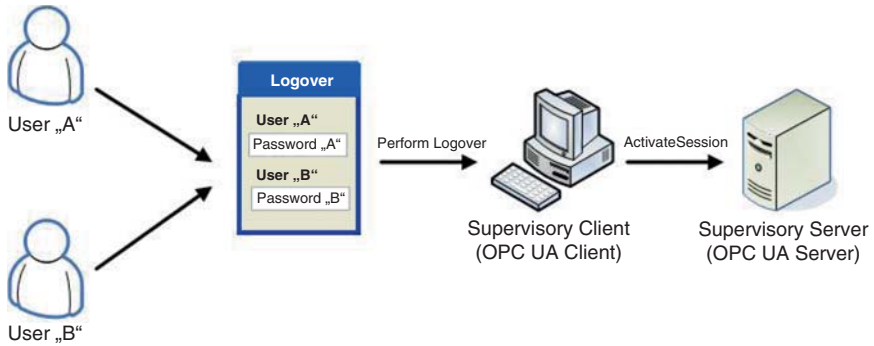 User „A“
Logover
User „A“
Password „A“
User „B“
Password „B“
Perform Logover
ActivateSession
Supervisory Client
(OPC UA Client)
Supervisory Server
(OPC UA Server)
User „B“